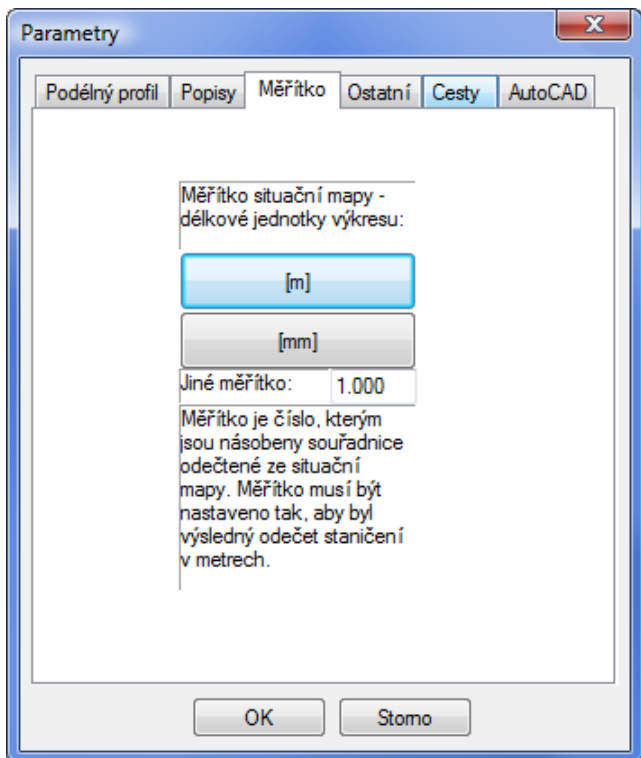 Parametry
Podélný profil Popisy Měřítko Ostatní Cesty AutoCAD
Měřítko situační mapy -
délkové jednotky výkresu:
[m]
[mm]
Jiné měřítko: 1.000
Měřítko je číslo, kterým
jsou násobeny souřadnice
odečtené ze situační
mapy. Měřítko musí být
nastaveno tak, aby byl
výsledný odečet staničení
v metrech.
OK Storno